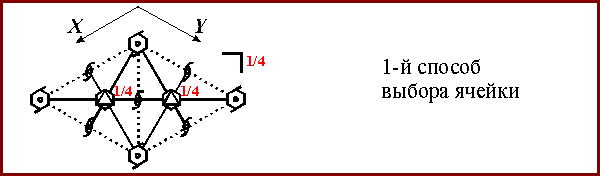 X Y
1/4
1/4 1/4
1-й способ
выбора ячейки